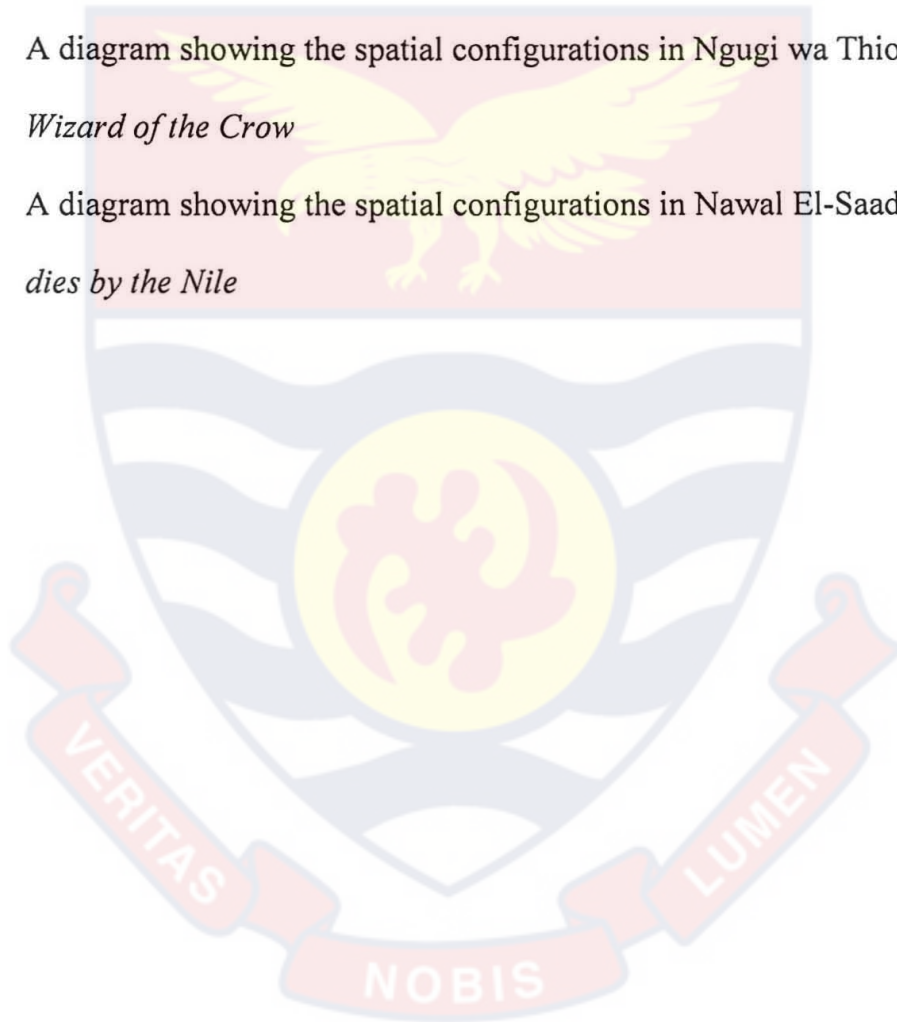 A diagram showing the spatial configurations in Ngugi wa Thio
Wizard of the Crow
A diagram showing the spatial configurations in Nawal El-Saad
dies by the Nile
VERITAS
NOBIS
LUMEN